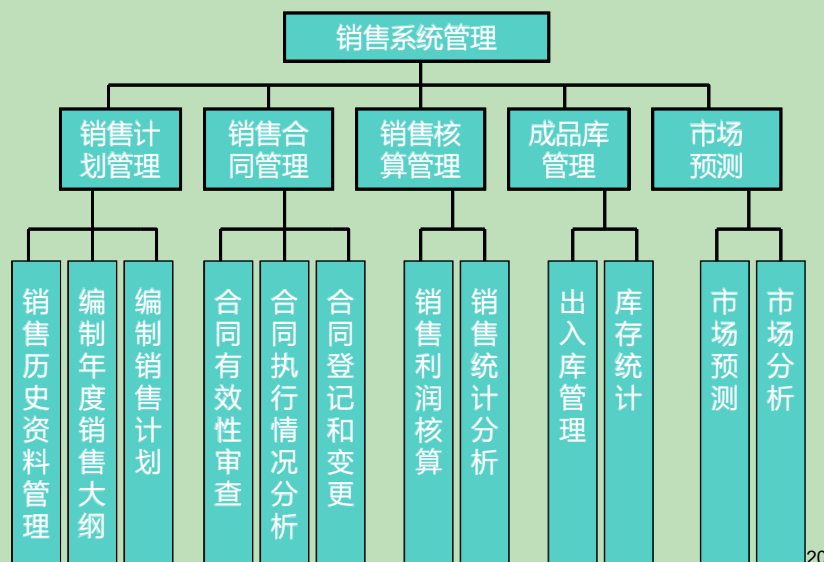 销售系统管理
销售计
划管理
销售合
同管理
销售核
算管理
成品库
管理
市场
预测
销售历史资料管理
编制年度销售大纲
编制销售计划
合同有效性审查
合同执行情况分析
合同登记和变更
销售利润核算
销售统计分析
出入库管理
库存统计
市场预测
市场分析
20